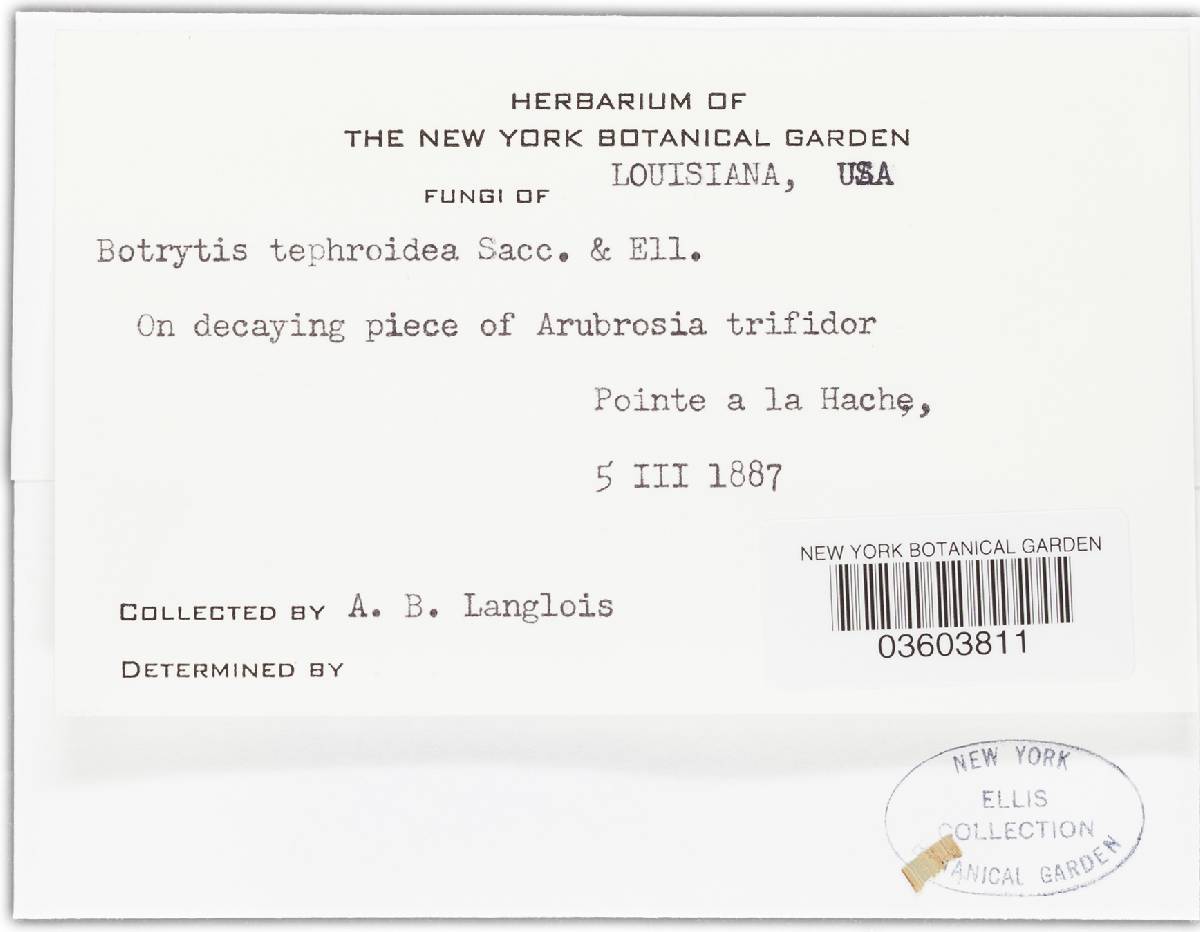 HERBARIUM OF
THE NEW YORK BOTANICAL GARDEN
FUNGI OF LOUISIANA, USA
Botrytis tephroidea Sacc. & Ell.
On decaying piece of Arubrosia trifidor
Pointe a la Hache,
5 III 1887
NEW YORK BOTANICAL GARDEN
03603811
COLLECTED BY A. B. Langlois
DETERMINED BY
NEW YORK
ELLIS
COLLECTION
TANICAL GARDEN